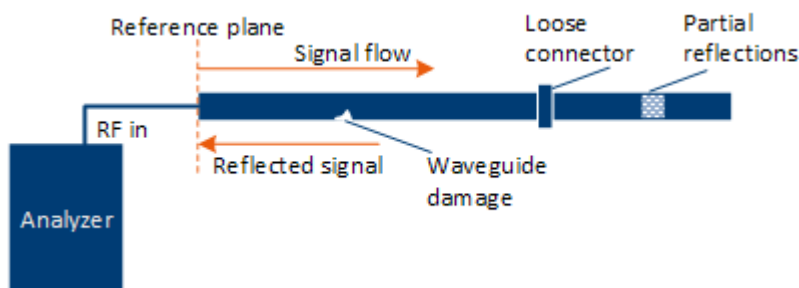 Reference plane
Signal flow
Loose
connector
Partial
reflections
RF in
Reflected signal
Waveguide
damage
Analyzer